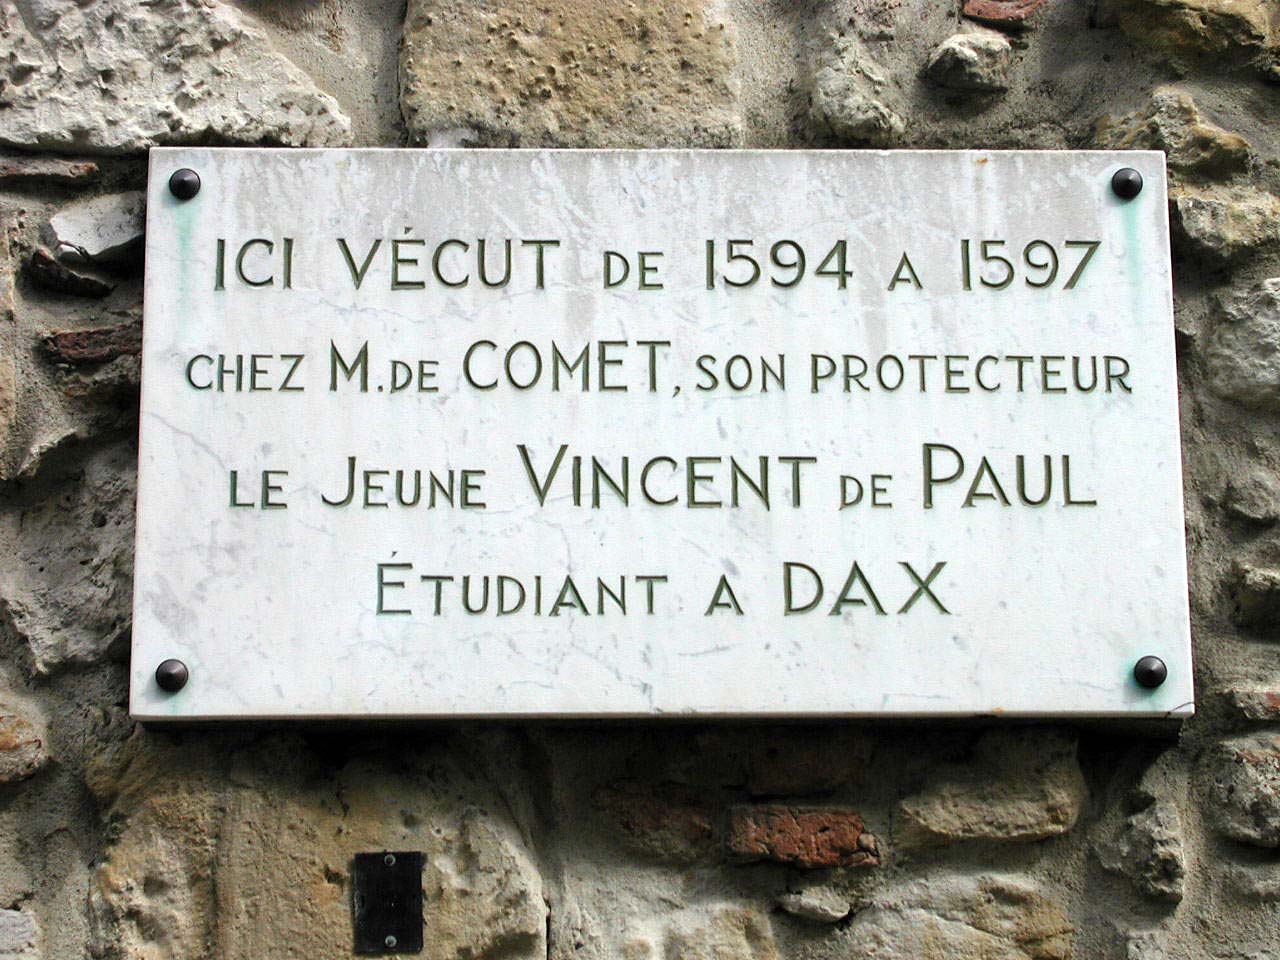 ICI VÉCUT DE 1594 A 1597
CHEZ M. DE COMET, SON PROTECTEUR
LE JEUNE VINCENT DE PAUL
ÉTUDIANT A DAX